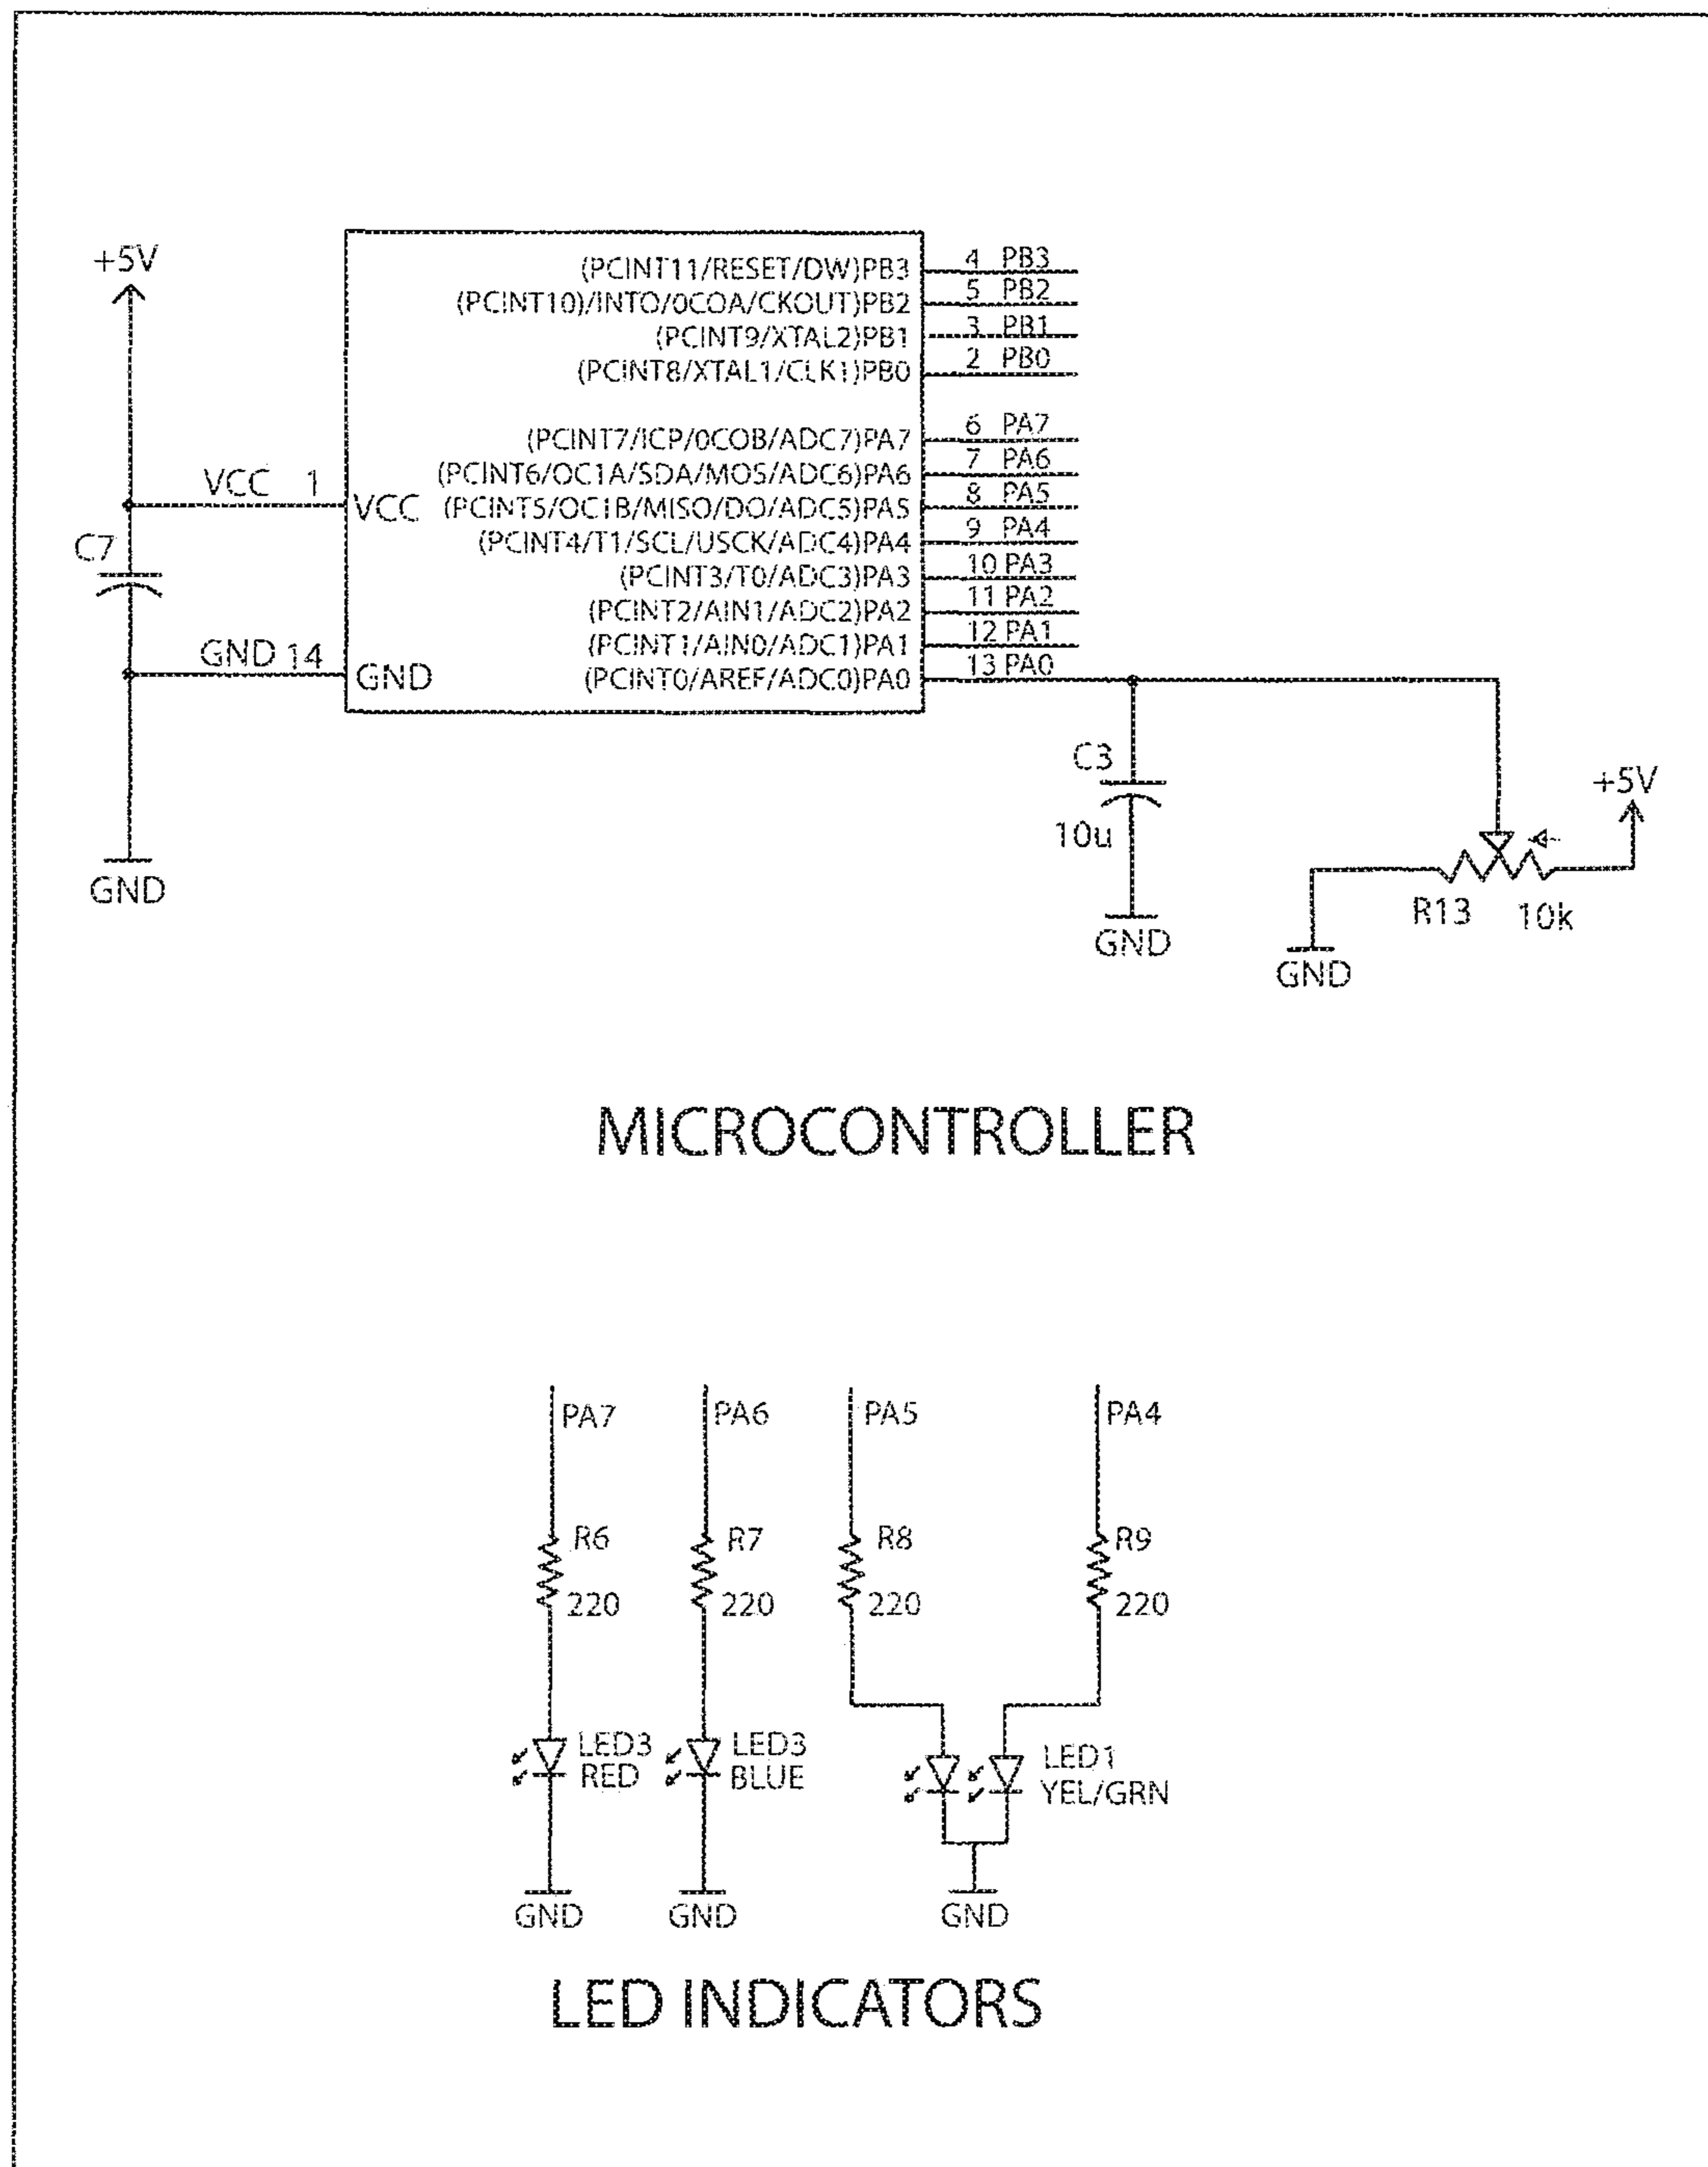 +5V
(PCINT11/RESET/DW)PB3 4 PB3
(PCINT10)/INTO/0COA/CKOUT)PB2 5 PB2
(PCINT9/XTAL2)PB1 3 PB1
(PCINT8/XTAL1/CLK1)PB0 2 PB0
(PCINT7/ICP/0COB/ADC7)PA7 6 PA7
(PCINT6/OC1A/SDA/MOS/ADC6)PA6 7 PA6
VCC 1 VCC (PCINT5/OC1B/MISO/DO/ADC5)PA5 8 PA5
C7 (PCINT4/T1/SCL/USCK/ADC4)PA4 9 PA4
(PCINT3/T0/ADC3)PA3 10 PA3
(PCINT2/AIN1/ADC2)PA2 11 PA2
(PCINT1/AIN0/ADC1)PA1 12 PA1
GND 14 GND (PCINT0/AREF/ADC0)PA0 13 PA0
C3
+5V
10u
GND
R13 10k
GND
GND
MICROCONTROLLER
PA7 PA6 PA5 PA4
R6 R7 R8 R9
220 220 220 220
LED3 LED3 LED1
RED BLUE YEL/GRN
GND GND GND
LED INDICATORS